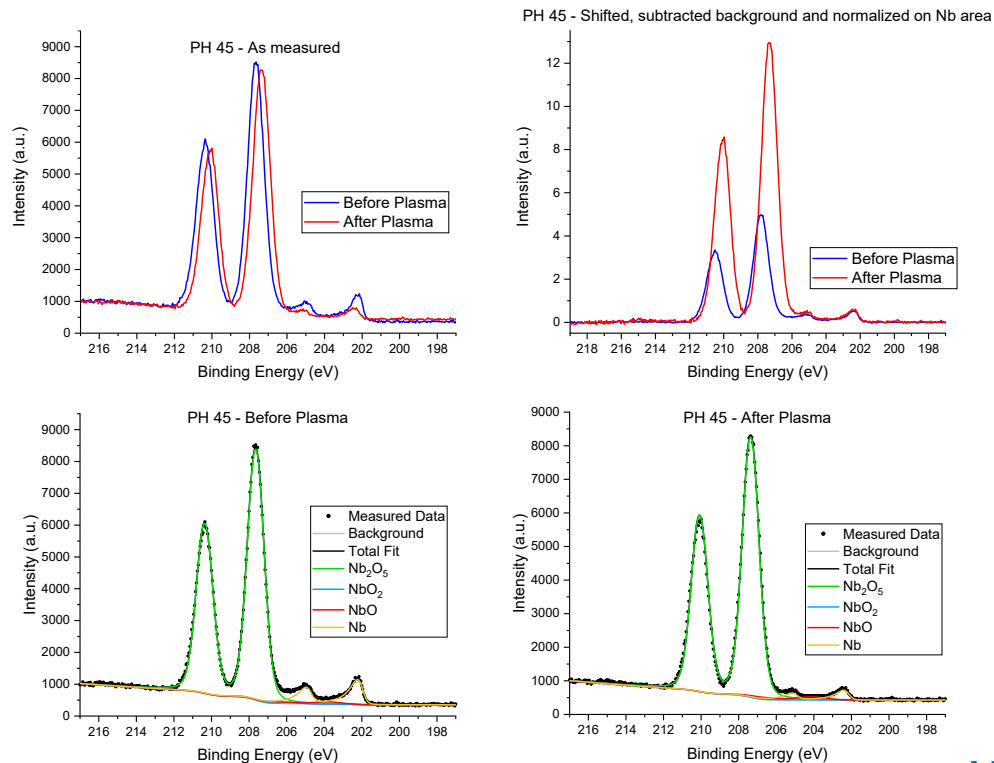 PH 45 - As measured
9000
8000
7000
6000
5000
4000
3000
2000
1000
0
Intensity (a.u.)
Before Plasma
After Plasma
216 214 212 210 208 206 204 202 200 198
Binding Energy (eV)
PH 45 - Shifted, subtracted background and normalized on Nb area
12
10
8
6
4
2
0
Intensity (a.u.)
Before Plasma
After Plasma
218 216 214 212 210 208 206 204 202 200 198
Binding Energy (eV)
PH 45 - Before Plasma
9000
8000
7000
6000
5000
4000
3000
2000
1000
0
Intensity (a.u.)
Measured Data
Background
Total Fit
Nb₂O₅
NbO₂
NbO
Nb
216 214 212 210 208 206 204 202 200 198
Binding Energy (eV)
PH 45 - After Plasma
9000
8000
7000
6000
5000
4000
3000
2000
1000
0
Intensity (a.u.)
Measured Data
Background
Total Fit
Nb₂O₅
NbO₂
NbO
Nb
216 214 212 210 208 206 204 202 200 198
Binding Energy (eV)